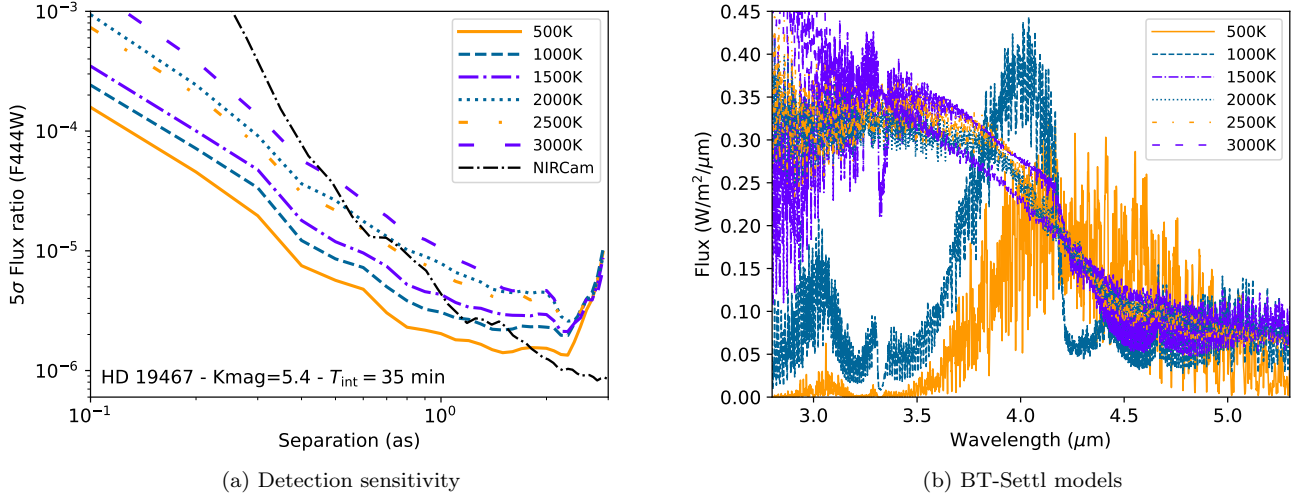 10⁻³
10⁻⁴
10⁻⁵
10⁻⁶
5σ Flux ratio (F444W)
500K
1000K
1500K
2000K
2500K
3000K
NIRCam
HD 19467 - Kmag=5.4 - T_int = 35 min
10⁻¹
10⁰
Separation (as)
(a) Detection sensitivity
0.45
0.40
0.35
0.30
0.25
0.20
0.15
0.10
0.05
0.00
Flux (W/m²/μm)
500K
1000K
1500K
2000K
2500K
3000K
3.0
3.5
4.0
4.5
5.0
Wavelength (μm)
(b) BT-Settl models